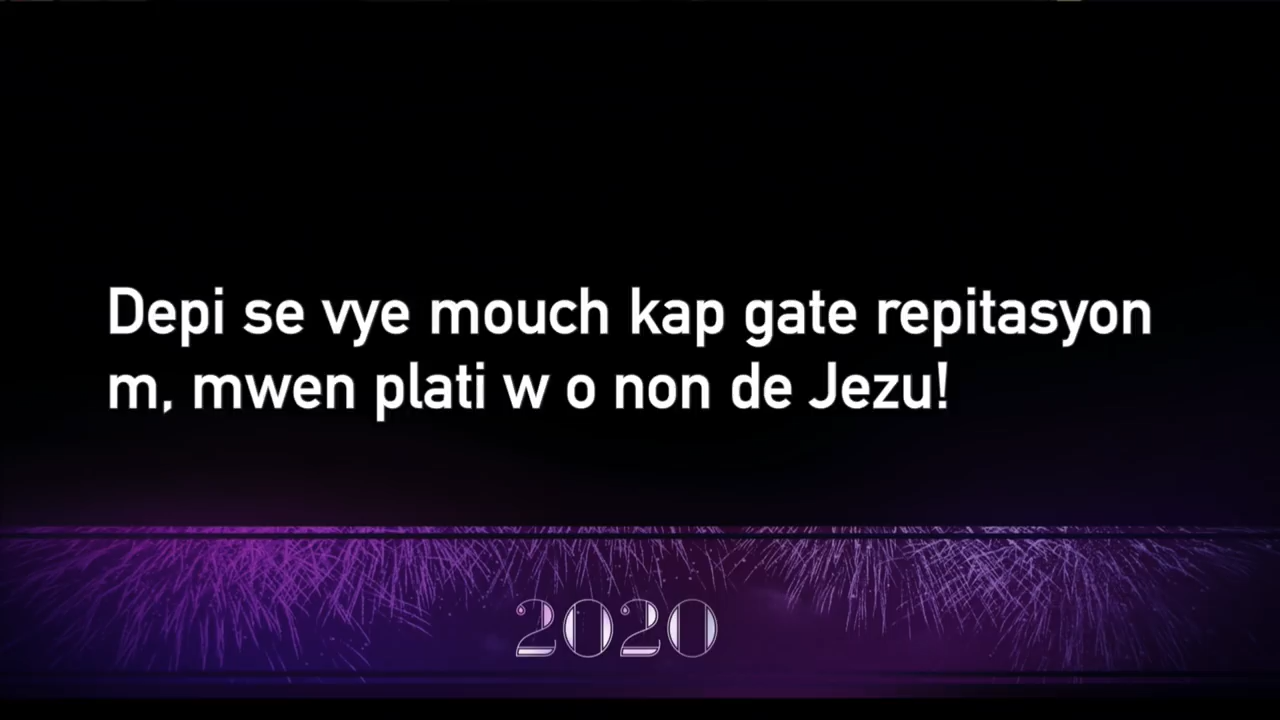 Depi se vye mouch kap gate repitasyon
m, mwen plati w o non de Jezu!
2020